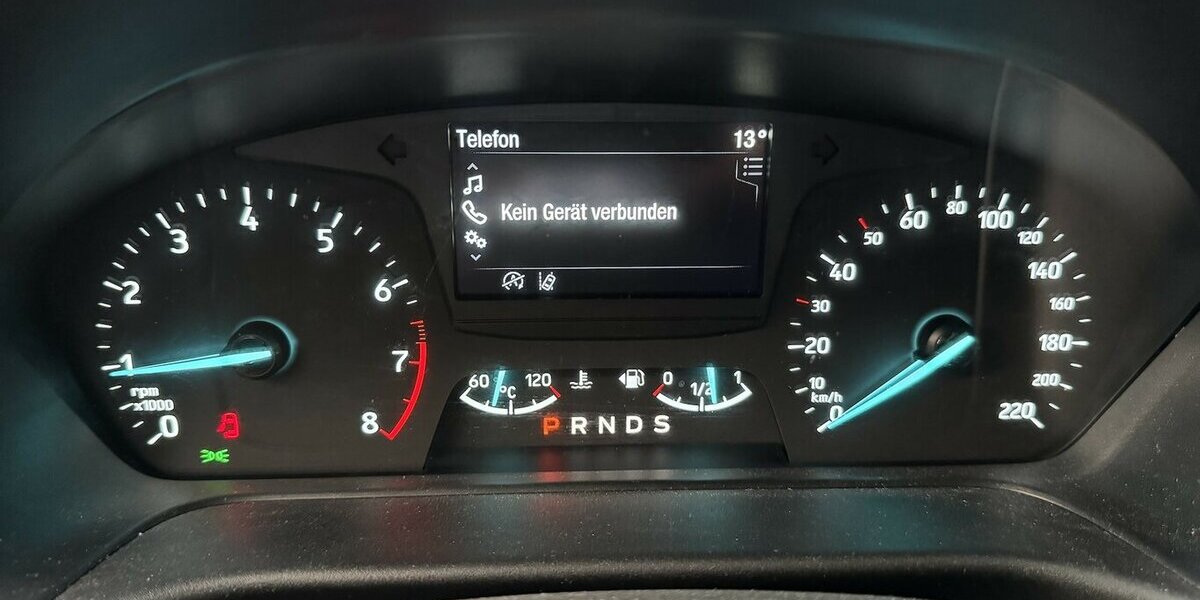 Telefon 13°
Kein Gerät verbunden
0 1 2 3 4 5 6 7 8
rpm
x1000
60 °C 120
0 1/2 1
P R N D S
0 10 20 30 40 50 60 80 100 120 140 160 180 200 220
km/h